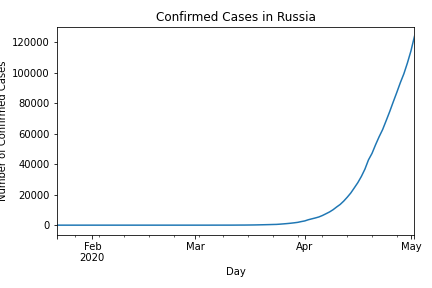 Confirmed Cases in Russia
Number of Confirmed Cases
120000
100000
80000
60000
40000
20000
0
Feb
2020
Mar
Apr
May
Day